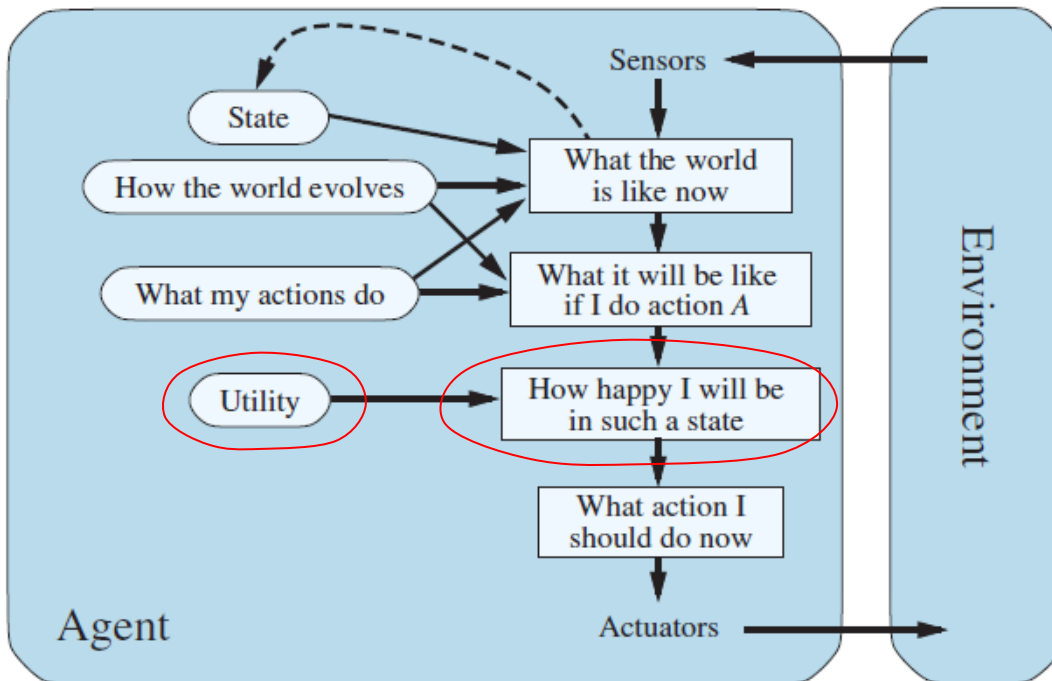 Sensors
State
What the world
is like now
How the world evolves
What it will be like
if I do action A
What my actions do
How happy I will be
in such a state
Utility
What action I
should do now
Actuators
Agent
Environment